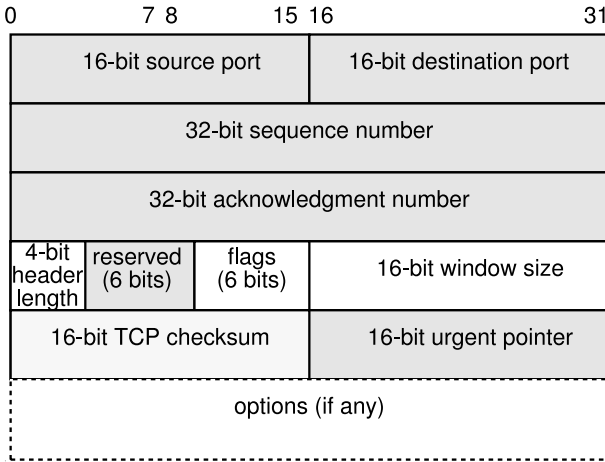 0 7 8 15 16 31
16-bit source port 16-bit destination port
32-bit sequence number
32-bit acknowledgment number
4-bit
header
length
reserved
(6 bits)
flags
(6 bits)
16-bit window size
16-bit TCP checksum 16-bit urgent pointer
options (if any)